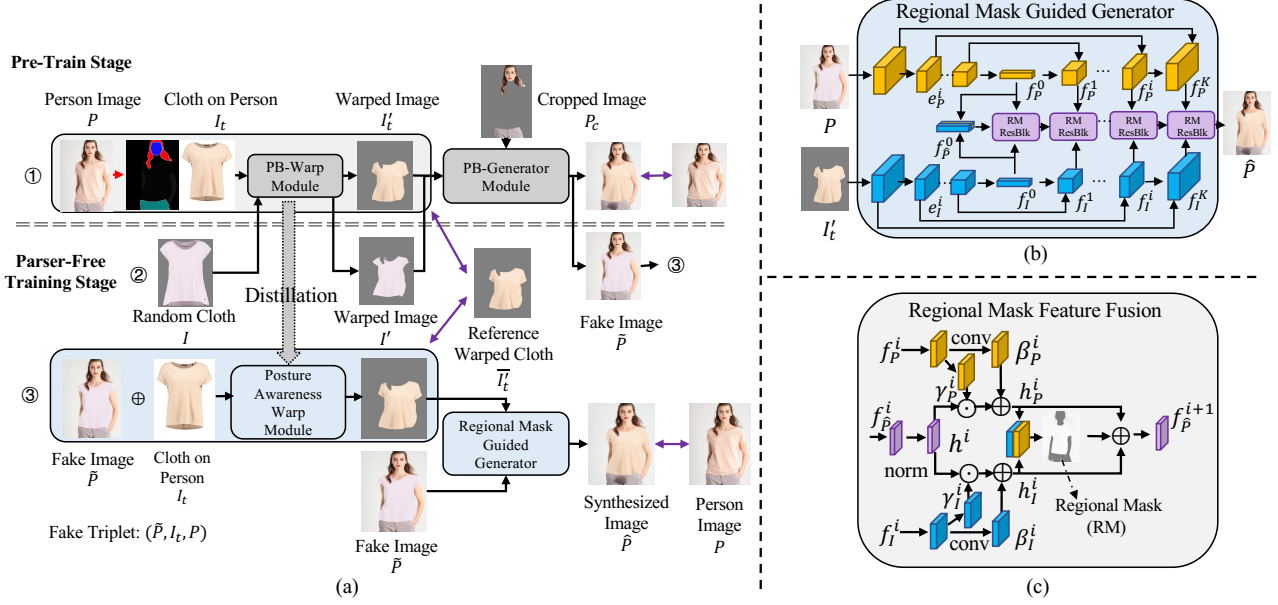 Pre-Train Stage
Person Image
P
Cloth on Person
I_t
Warped Image
I'_t
Cropped Image
P_c
①
PB-Warp
Module
PB-Generator
Module
Parser-Free
Training Stage
②
Random Cloth
I
Distillation
Warped Image
I'
Reference
Warped Cloth
\overline{I'_t}
③
Fake Image
P̃
③
⊕
Posture
Awareness
Warp
Module
Fake Image
P̃
Cloth on
Person
I_t
Regional Mask
Guided
Generator
Synthesized
Image
P̂
Person
Image
P
Fake Image
P̃
Fake Triplet: (P̃, I_t, P)
(a)
Regional Mask Guided Generator
P
e_P^i
f_P^0
f_P^1
f_P^i
f_P^K
...
f_P̂^0
RM
ResBlk
RM
ResBlk
...
RM
ResBlk
RM
ResBlk
P̂
I'_t
e_I^i
f_I^0
f_I^1
f_I^i
f_I^K
...
(b)
Regional Mask Feature Fusion
f_P^i
conv
β_P^i
γ_P^i
h_P^i
f_P̂^i
h^i
norm
f_P̂^{i+1}
γ_I^i
h_I^i
Regional Mask
(RM)
f_I^i
conv
β_I^i
(c)